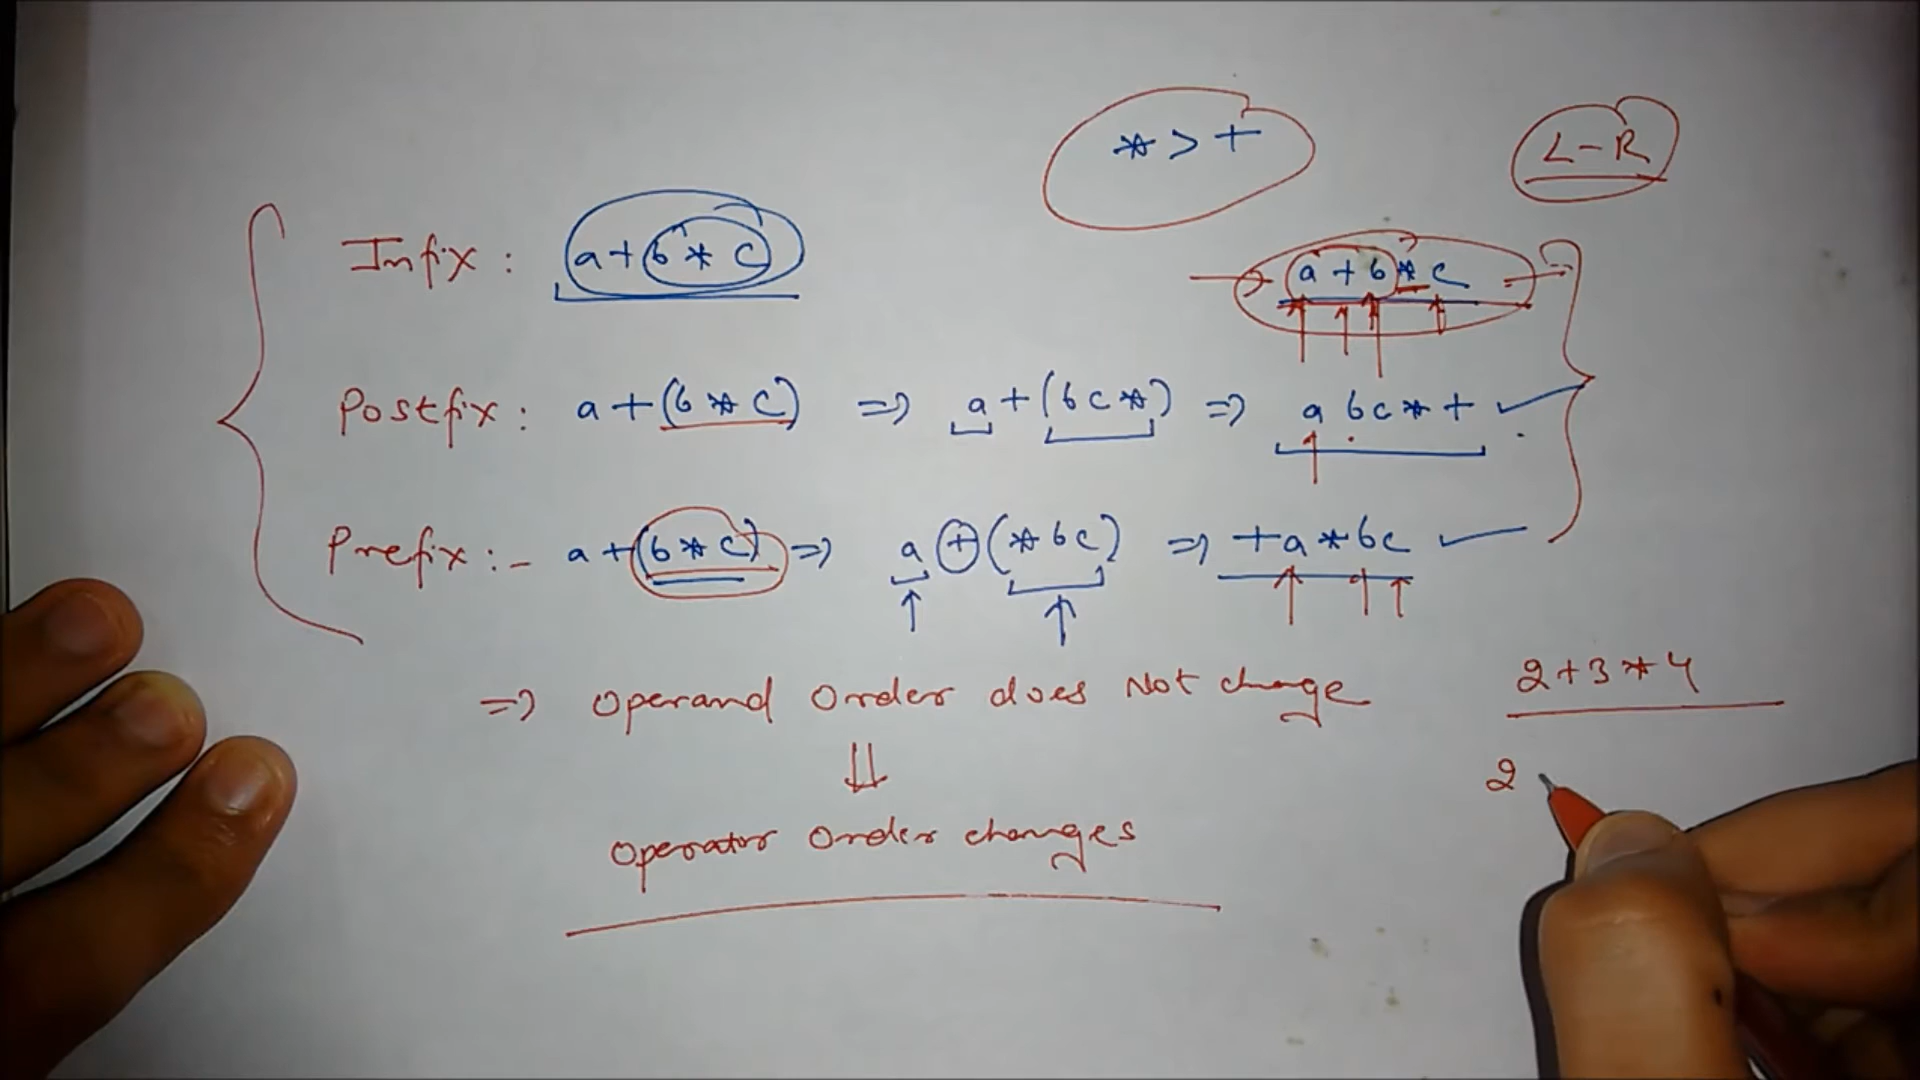 * > +
L-R
Infix : a+b * c
a + b * c
Postfix : a+(b * c) => a+(bc*) => abc*+
Prefix :- a+(b * c) => a + (*bc) => +a*bc
=> Operand Order does Not change
2+3*4
Operator Order changes
2